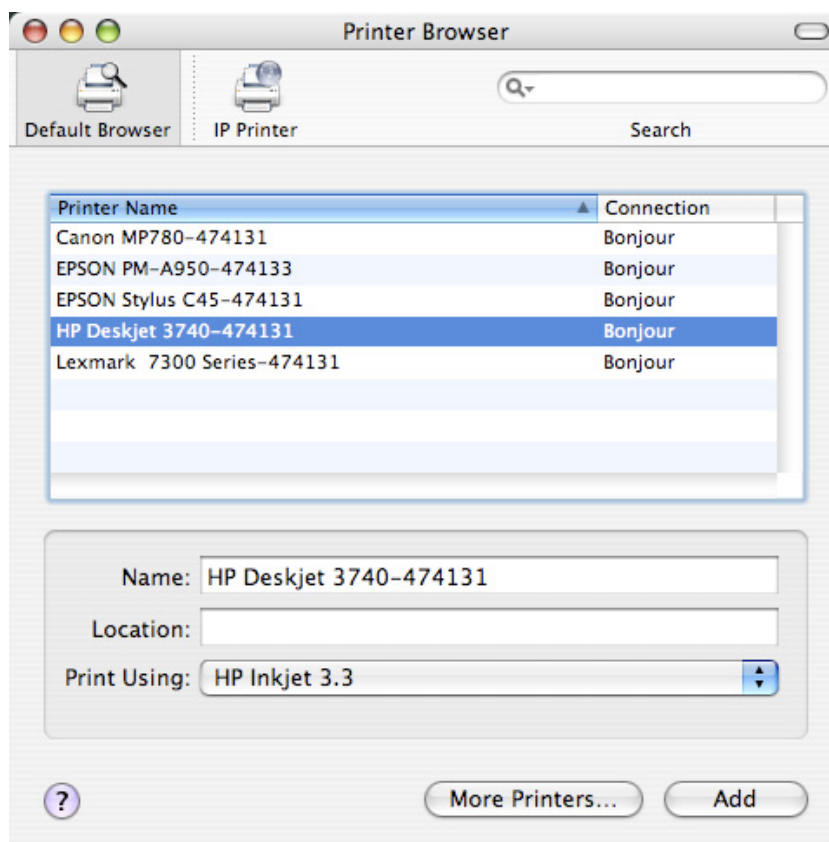 Printer Browser
Default Browser
IP Printer
Search
Printer Name Connection
Canon MP780-474131 Bonjour
EPSON PM-A950-474133 Bonjour
EPSON Stylus C45-474131 Bonjour
HP Deskjet 3740-474131 Bonjour
Lexmark  7300 Series-474131 Bonjour
Name: HP Deskjet 3740-474131
Location:
Print Using: HP Inkjet 3.3
? More Printers... Add